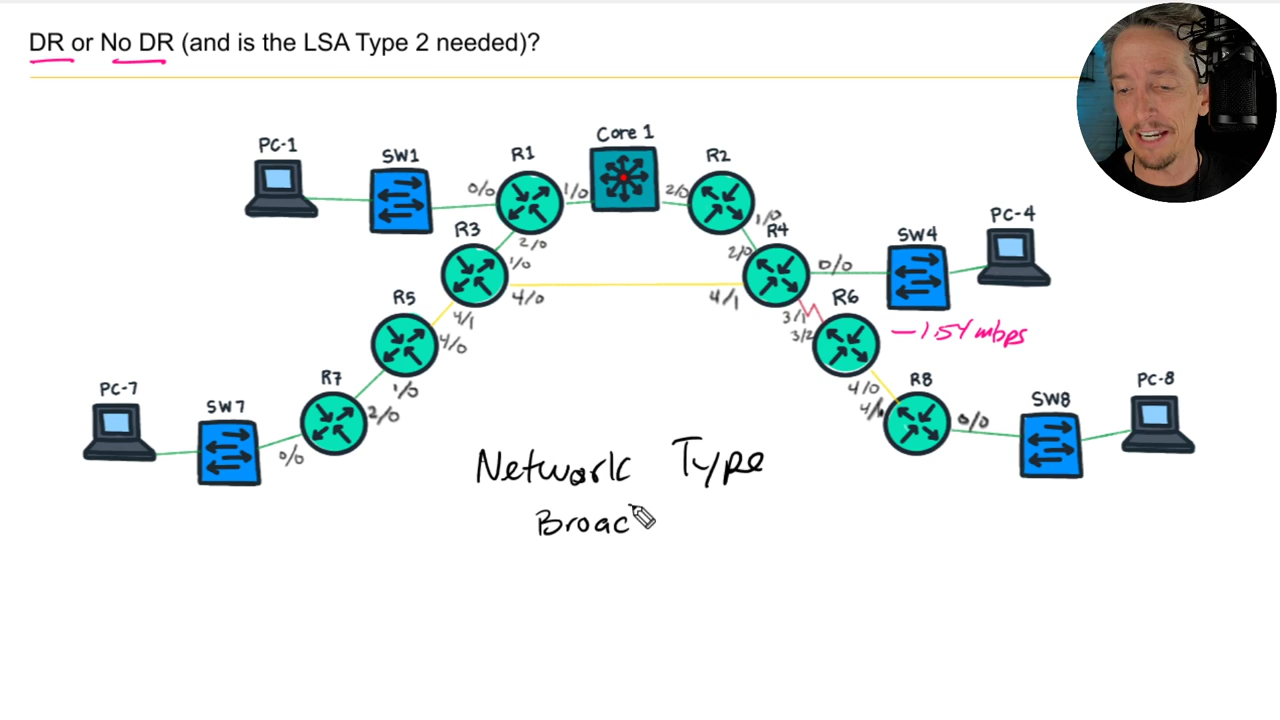 DR or No DR (and is the LSA Type 2 needed)?
PC-1
SW1
R1
Core 1
R2
0/0
1/0
2/0
1/0
R3
2/0
R4
2/0
1/0
0/0
SW4
PC-4
4/0
4/1
R5
4/1
4/0
3/1
3/2
R6
-1.54 mbps
PC-7
SW7
R7
1/0
2/0
0/0
4/0
R8
0/0
SW8
PC-8
Network Type
Broac